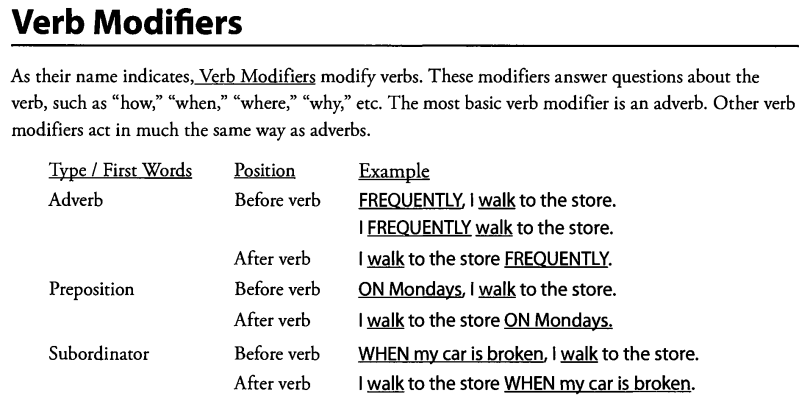 Verb Modifiers
As their name indicates, Verb Modifiers modify verbs. These modifiers answer questions about the
verb, such as “how,” “when,” “where,” “why,” etc. The most basic verb modifier is an adverb. Other verb
modifiers act in much the same way as adverbs.
Type / First Words Position Example
Adverb Before verb FREQUENTLY, I walk to the store.
I FREQUENTLY walk to the store.
After verb I walk to the store FREQUENTLY.
Preposition Before verb ON Mondays, I walk to the store.
After verb I walk to the store ON Mondays.
Subordinator Before verb WHEN my car is broken, I walk to the store.
After verb I walk to the store WHEN my car is broken.